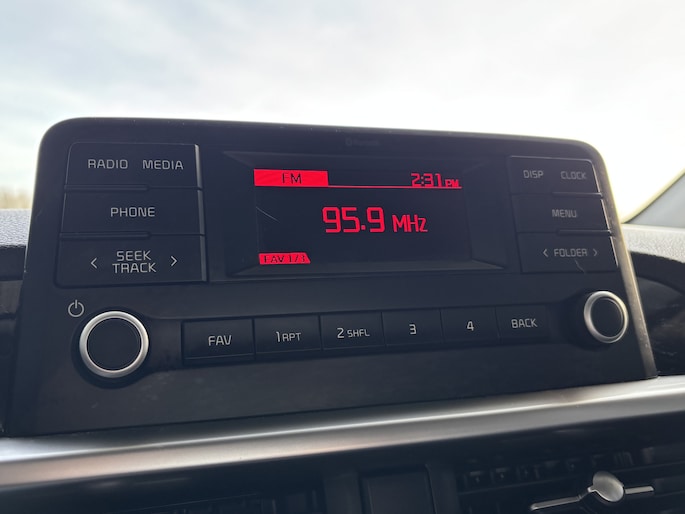 Bluetooth
RADIO MEDIA
FM 2:31 PM
DISP CLOCK
PHONE
95.9 MHz
MENU
< SEEK TRACK >
FAV 1/3
< FOLDER >
FAV 1 RPT 2 SHFL 3 4 BACK